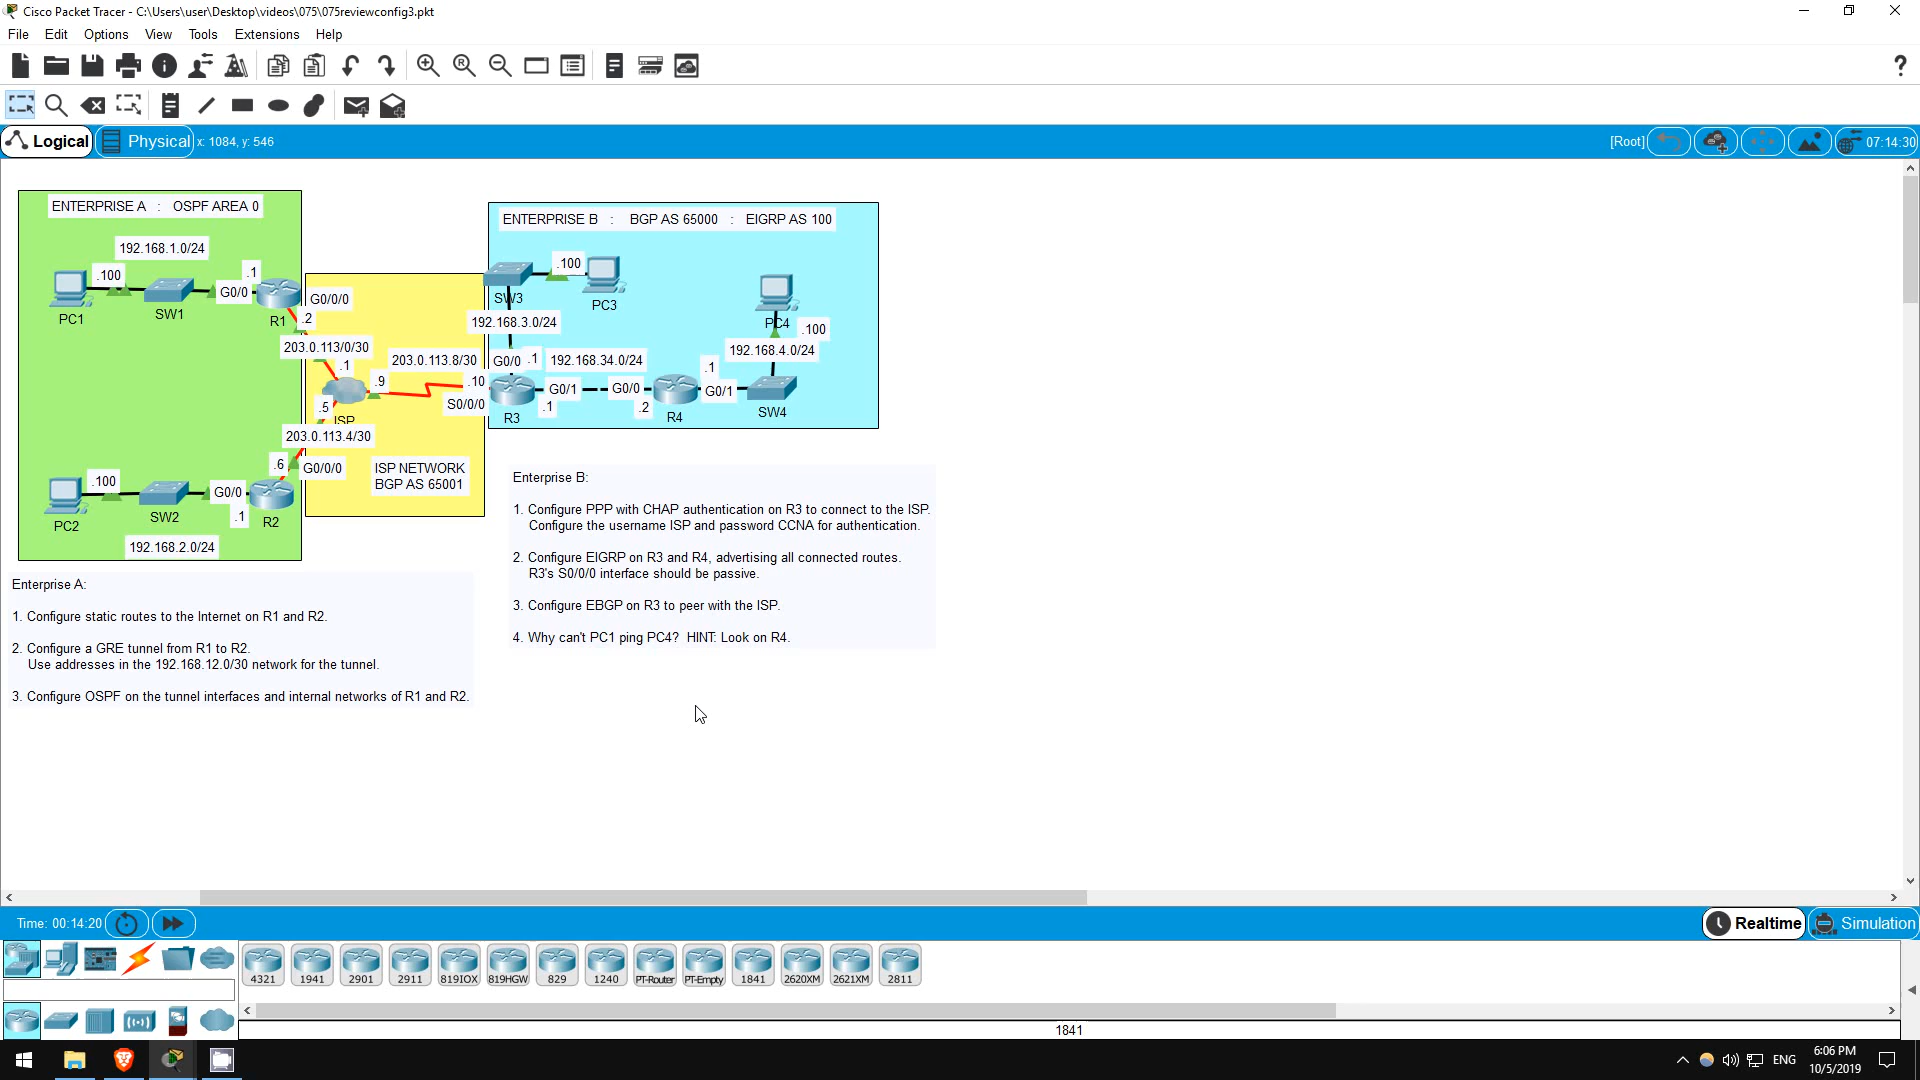 Cisco Packet Tracer - C:\Users\user\Desktop\videos\075\075reviewconfig3.pkt
File Edit Options View Tools Extensions Help
Logical Physical x: 1084, y: 546 [Root] 07:14:30
ENTERPRISE A : OSPF AREA 0
192.168.1.0/24
.100 .1
G0/0 G0/0/0
PC1 SW1 R1 .2
203.0.113/0/30
.1
.5 ISP .9
203.0.113.8/30
.10
S0/0/0
203.0.113.4/30
.6 G0/0/0
ISP NETWORK
BGP AS 65001
.100 G0/0
PC2 SW2 .1 R2
192.168.2.0/24
ENTERPRISE B : BGP AS 65000 : EIGRP AS 100
.100
SW3 PC3
192.168.3.0/24
PC4 .100
G0/0 .1 192.168.34.0/24
192.168.4.0/24
.1
G0/1 G0/0 G0/1
R3 .1 .2 R4 SW4
Enterprise A:
1. Configure static routes to the Internet on R1 and R2.
2. Configure a GRE tunnel from R1 to R2.
Use addresses in the 192.168.12.0/30 network for the tunnel.
3. Configure OSPF on the tunnel interfaces and internal networks of R1 and R2.
Enterprise B:
1. Configure PPP with CHAP authentication on R3 to connect to the ISP.
Configure the username ISP and password CCNA for authentication.
2. Configure EIGRP on R3 and R4, advertising all connected routes.
R3's S0/0/0 interface should be passive.
3. Configure EBGP on R3 to peer with the ISP.
4. Why can't PC1 ping PC4? HINT: Look on R4.
Time: 00:14:20 Realtime Simulation
4321 1941 2901 2911 819IOX 819HGW 829 1240 PT-Router PT-Empty 1841 2620XM 2621XM 2811
1841
ENG 6:06 PM
10/5/2019